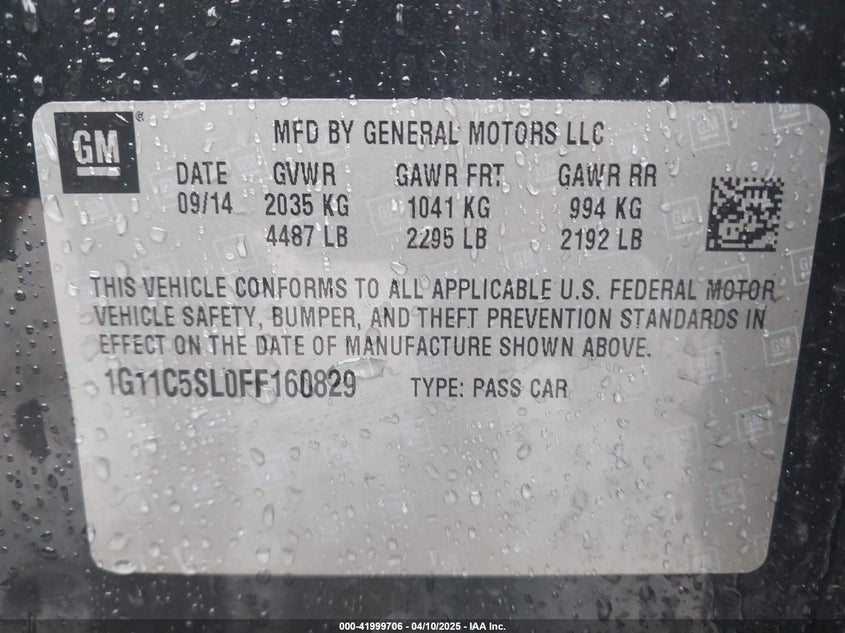 GM®
MFD BY GENERAL MOTORS LLC
DATE GVWR GAWR FRT GAWR RR
09/14 2035 KG 1041 KG 994 KG
4487 LB 2295 LB 2192 LB
THIS VEHICLE CONFORMS TO ALL APPLICABLE U.S. FEDERAL MOTOR
VEHICLE SAFETY, BUMPER, AND THEFT PREVENTION STANDARDS IN
EFFECT ON THE DATE OF MANUFACTURE SHOWN ABOVE.
1G11C5SL0FF160829 TYPE: PASS CAR
000-41999706 - 04/10/2025 - IAA Inc.